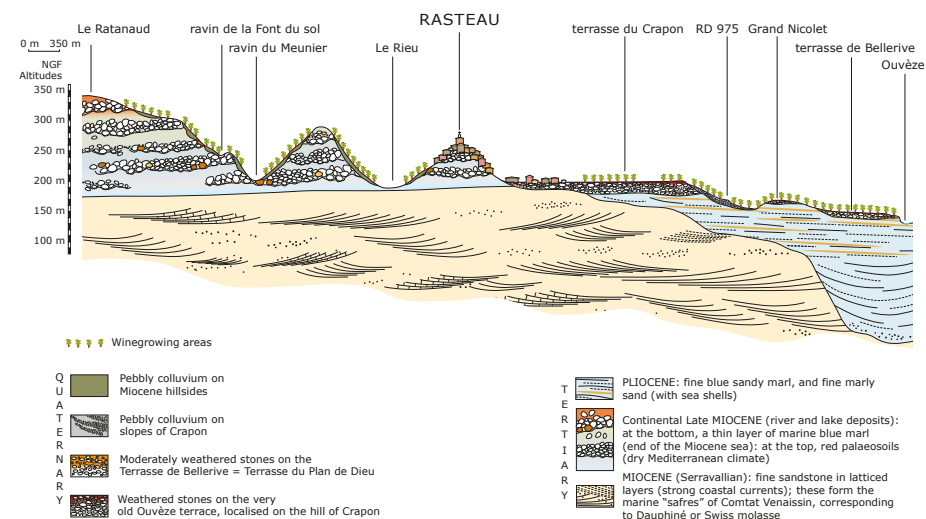 RASTEAU
Le Ratanaud
ravin de la Font du sol
terrasse du Crapon
RD 975
Grand Nicolet
0 m 350 m
ravin du Meunier
Le Rieu
terrasse de Bellerive
NGF
Altitudes
Ouvèze
350 m
300 m
250 m
200 m
150 m
100 m
Winegrowing areas
QUATERNARY
Pebbly colluvium on
Miocene hillsides
Pebbly colluvium on
slopes of Crapon
Moderately weathered stones on the
Terrasse de Bellerive = Terrasse du Plan de Dieu
Weathered stones on the very
old Ouvèze terrace, localised on the hill of Crapon
TERTIARY
PLIOCENE: fine blue sandy marl, and fine marly
sand (with sea shells)
Continental Late MIOCENE (river and lake deposits):
at the bottom, a thin layer of marine blue marl
(end of the Miocene sea): at the top, red palaeosoils
(dry Mediterranean climate)
MIOCENE (Serravallian): fine sandstone in latticed
layers (strong coastal currents); these form the
marine “safres” of Comtat Venaissin, corresponding
to Dauphiné or Swiss molasse